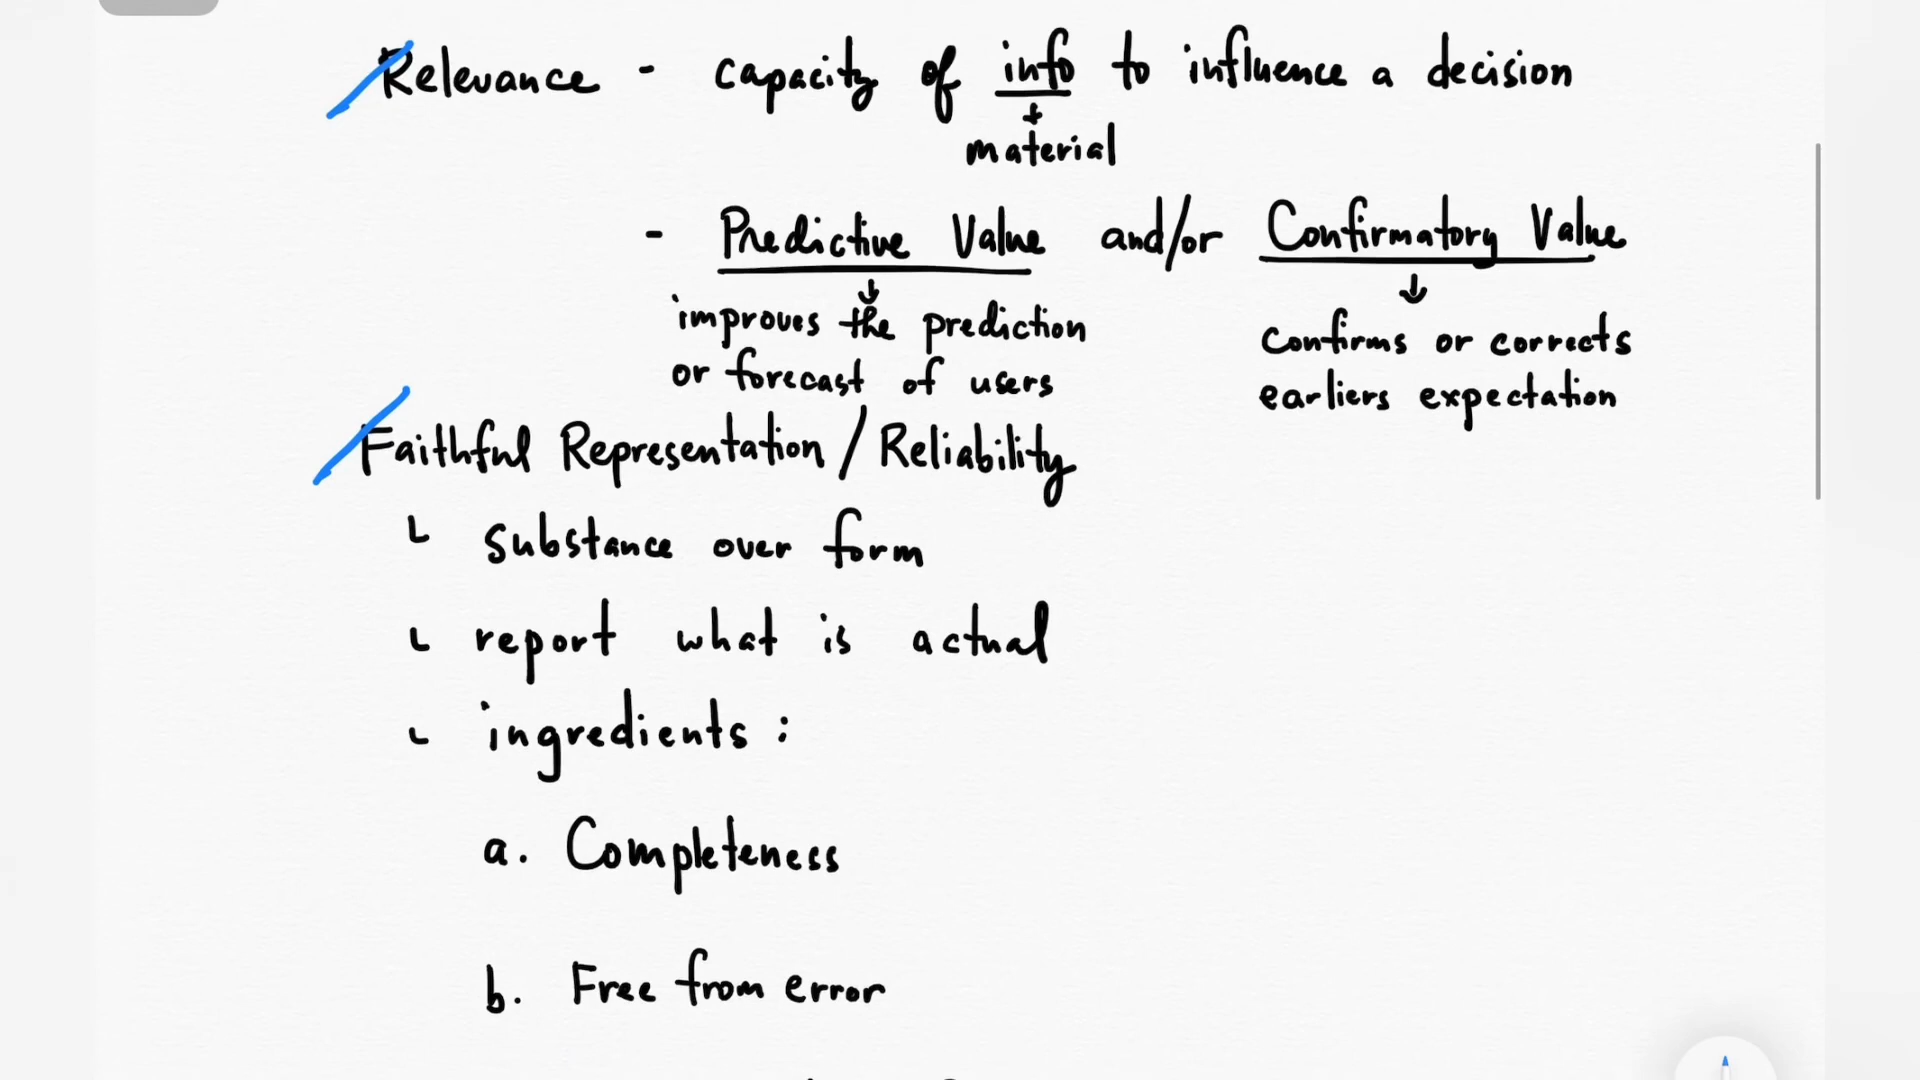 Relevance - capacity of info to influence a decision
material
- Predictive Value and/or Confirmatory Value
improves the prediction
or forecast of users
confirms or corrects
earliers expectation
Faithful Representation / Reliability
substance over form
report what is actual
ingredients :
a. Completeness
b. Free from error